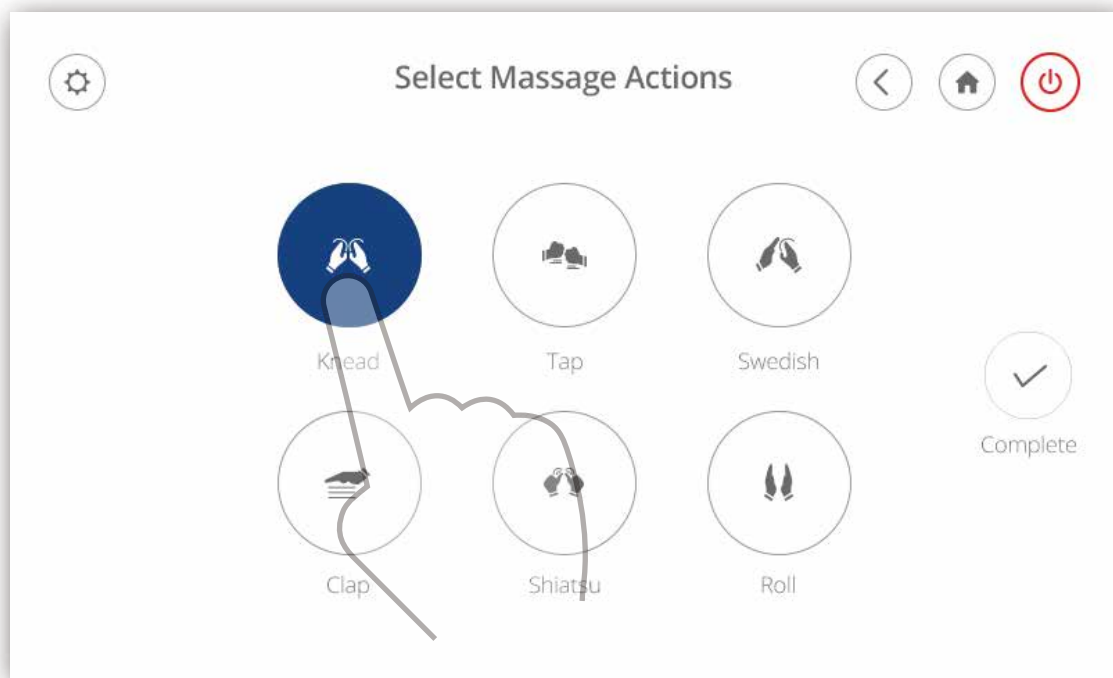 Select Massage Actions
Knead
Tap
Swedish
Complete
Clap
Shiatsu
Roll